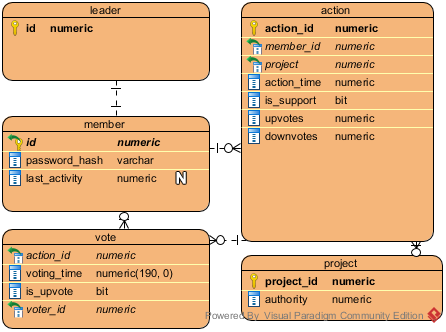 leader
id numeric
member
id numeric
password_hash varchar
last_activity numeric N
vote
action_id numeric
voting_time numeric(190, 0)
is_upvote bit
voter_id numeric
action
action_id numeric
member_id numeric
project numeric
action_time numeric
is_support bit
upvotes numeric
downvotes numeric
project
project_id numeric
authority numeric
Powered By Visual Paradigm Community Edition